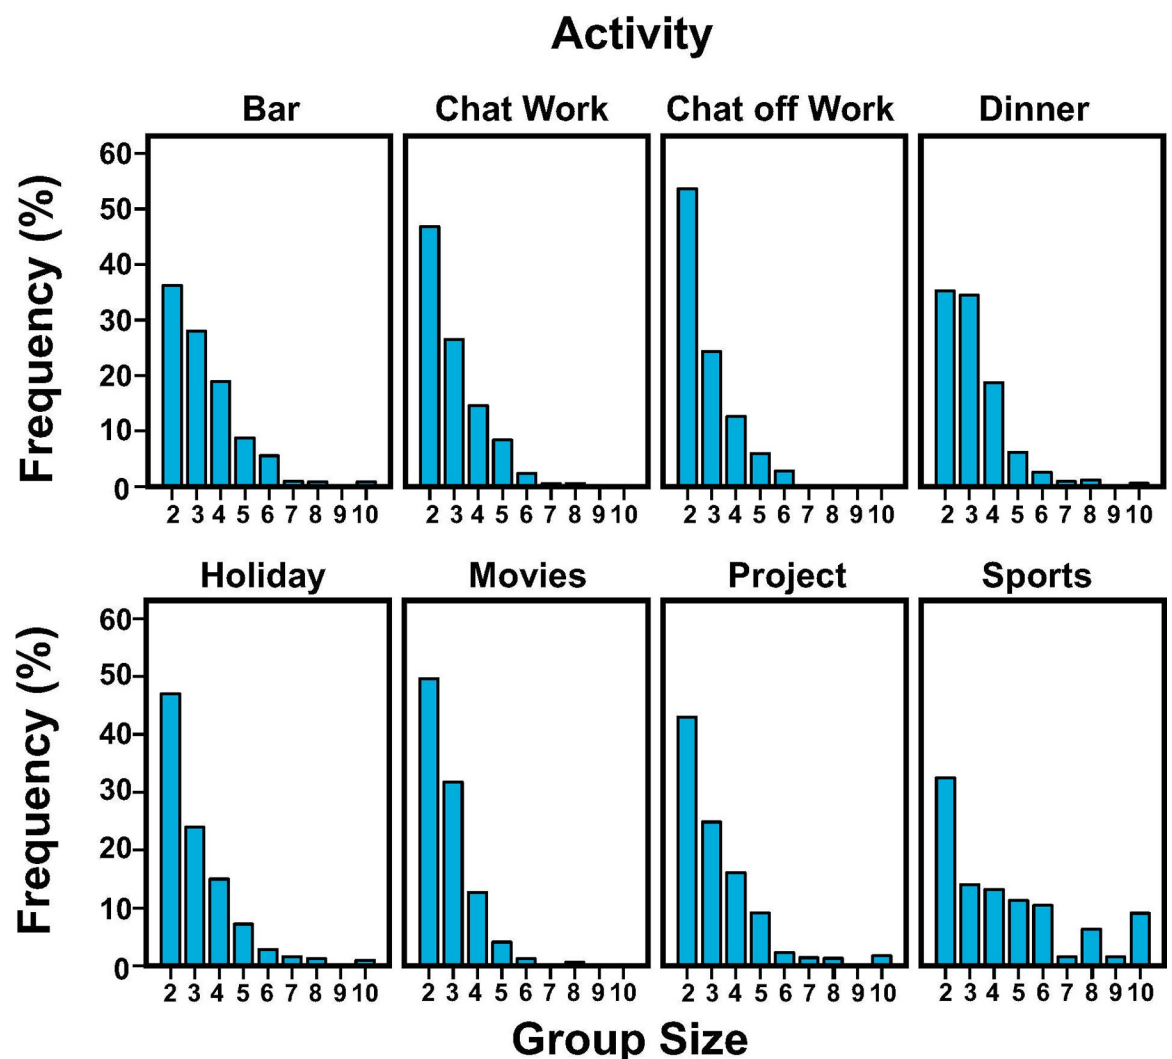 Activity
Bar
Chat Work
Chat off Work
Dinner
Frequency (%)
60
50
40
30
20
10
0
2 3 4 5 6 7 8 9 10
2 3 4 5 6 7 8 9 10
2 3 4 5 6 7 8 9 10
2 3 4 5 6 7 8 9 10
Holiday
Movies
Project
Sports
Frequency (%)
60
50
40
30
20
10
0
2 3 4 5 6 7 8 9 10
2 3 4 5 6 7 8 9 10
2 3 4 5 6 7 8 9 10
2 3 4 5 6 7 8 9 10
Group Size